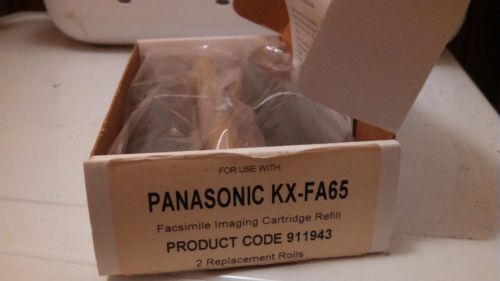 FOR USE WITH:
PANASONIC KX-FA65
Facsimile Imaging Cartridge Refill
PRODUCT CODE 911943
2 Replacement Rolls